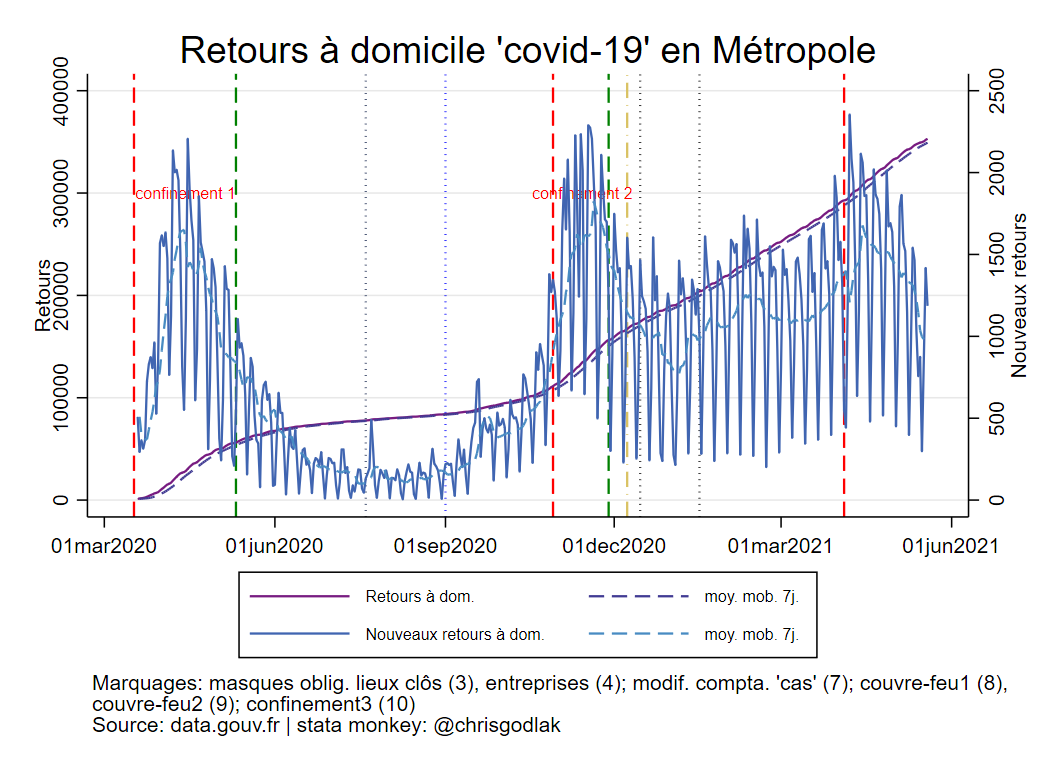 Retours à domicile 'covid-19' en Métropole
400000
300000
200000
100000
0
Retours
2500
2000
1500
1000
500
0
Nouveaux retours
confinement 1
confinement 2
01mar2020
01jun2020
01sep2020
01dec2020
01mar2021
01jun2021
Retours à dom.
moy. mob. 7j.
Nouveaux retours à dom.
moy. mob. 7j.
Marquages: masques oblig. lieux clôs (3), entreprises (4); modif. compta. 'cas' (7); couvre-feu1 (8),
couvre-feu2 (9); confinement3 (10)
Source: data.gouv.fr | stata monkey: @chrisgodlak